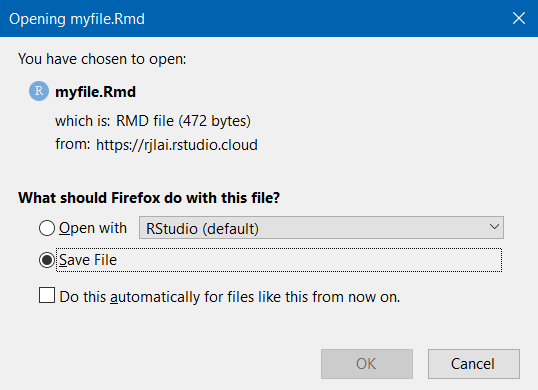 Opening myfile.Rmd
You have chosen to open:
R
myfile.Rmd
which is: RMD file (472 bytes)
from: https://rjlai.rstudio.cloud
What should Firefox do with this file?
Open with RStudio (default)
Save File
Do this automatically for files like this from now on.
OK Cancel